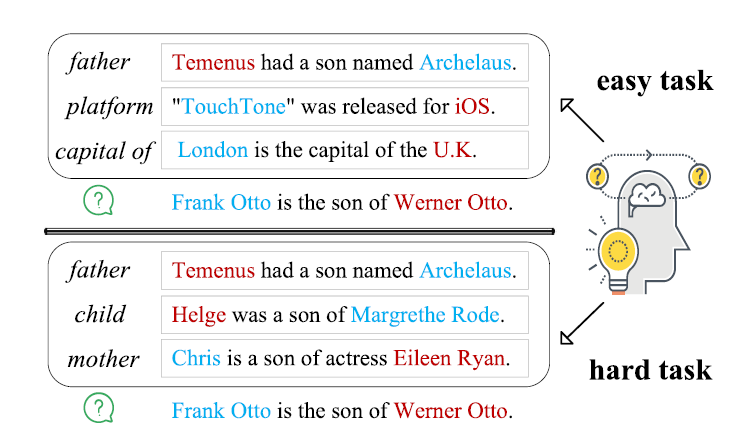 father Temenus had a son named Archelaus.
platform "TouchTone" was released for iOS.
capital of London is the capital of the U.K.
? Frank Otto is the son of Werner Otto.
easy task
? ?
father Temenus had a son named Archelaus.
child Helge was a son of Margrethe Rode.
mother Chris is a son of actress Eileen Ryan.
? Frank Otto is the son of Werner Otto.
hard task